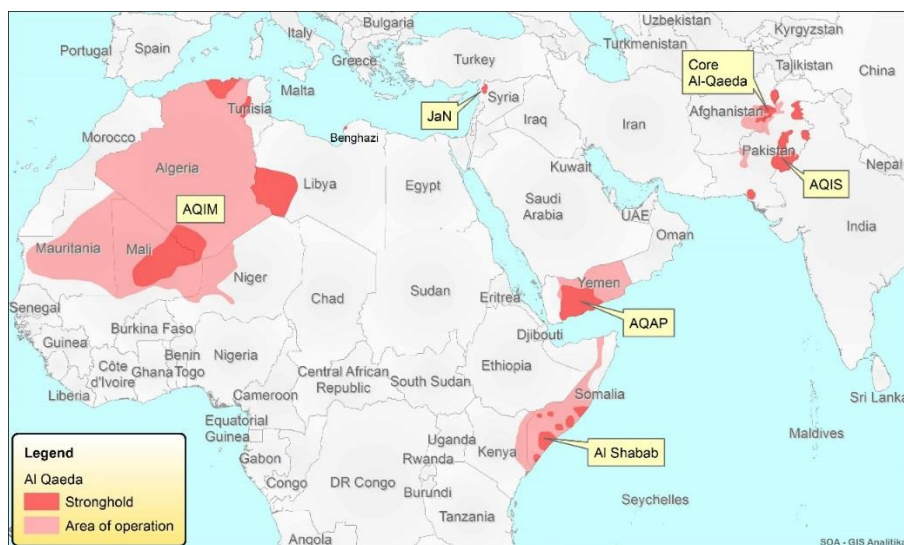 Portugal
Spain
Italy
Bulgaria
Greece
Turkey
Uzbekistan
Turkmenistan
Kyrgyzstan
Tajikistan
China
Malta
Tunisia
Morocco
Algeria
Benghazi
Libya
Egypt
JaN
Syria
Iraq
Iran
Kuwait
Saudi
Arabia
UAE
Oman
Core
Al-Qaeda
Afghanistan
Pakistan
AQIS
Nepal
India
AQIM
Mauritania
Mali
Niger
Chad
Sudan
Eritrea
Yemen
AQAP
Djibouti
Senegal
Guinea
Burkina Faso
Benin
Côte
d'Ivoire
Ghana
Togo
Nigeria
Liberia
Cameroon
Central African
Republic
South Sudan
Ethiopia
Somalia
Sri Lanka
Maldives
Equatorial
Guinea
Gabon
Congo
DR Congo
Uganda
Rwanda
Burundi
Kenya
Al Shabab
Tanzania
Seychelles
Angola
Legend
Al Qaeda
Stronghold
Area of operation
SOA - GIS Analitika